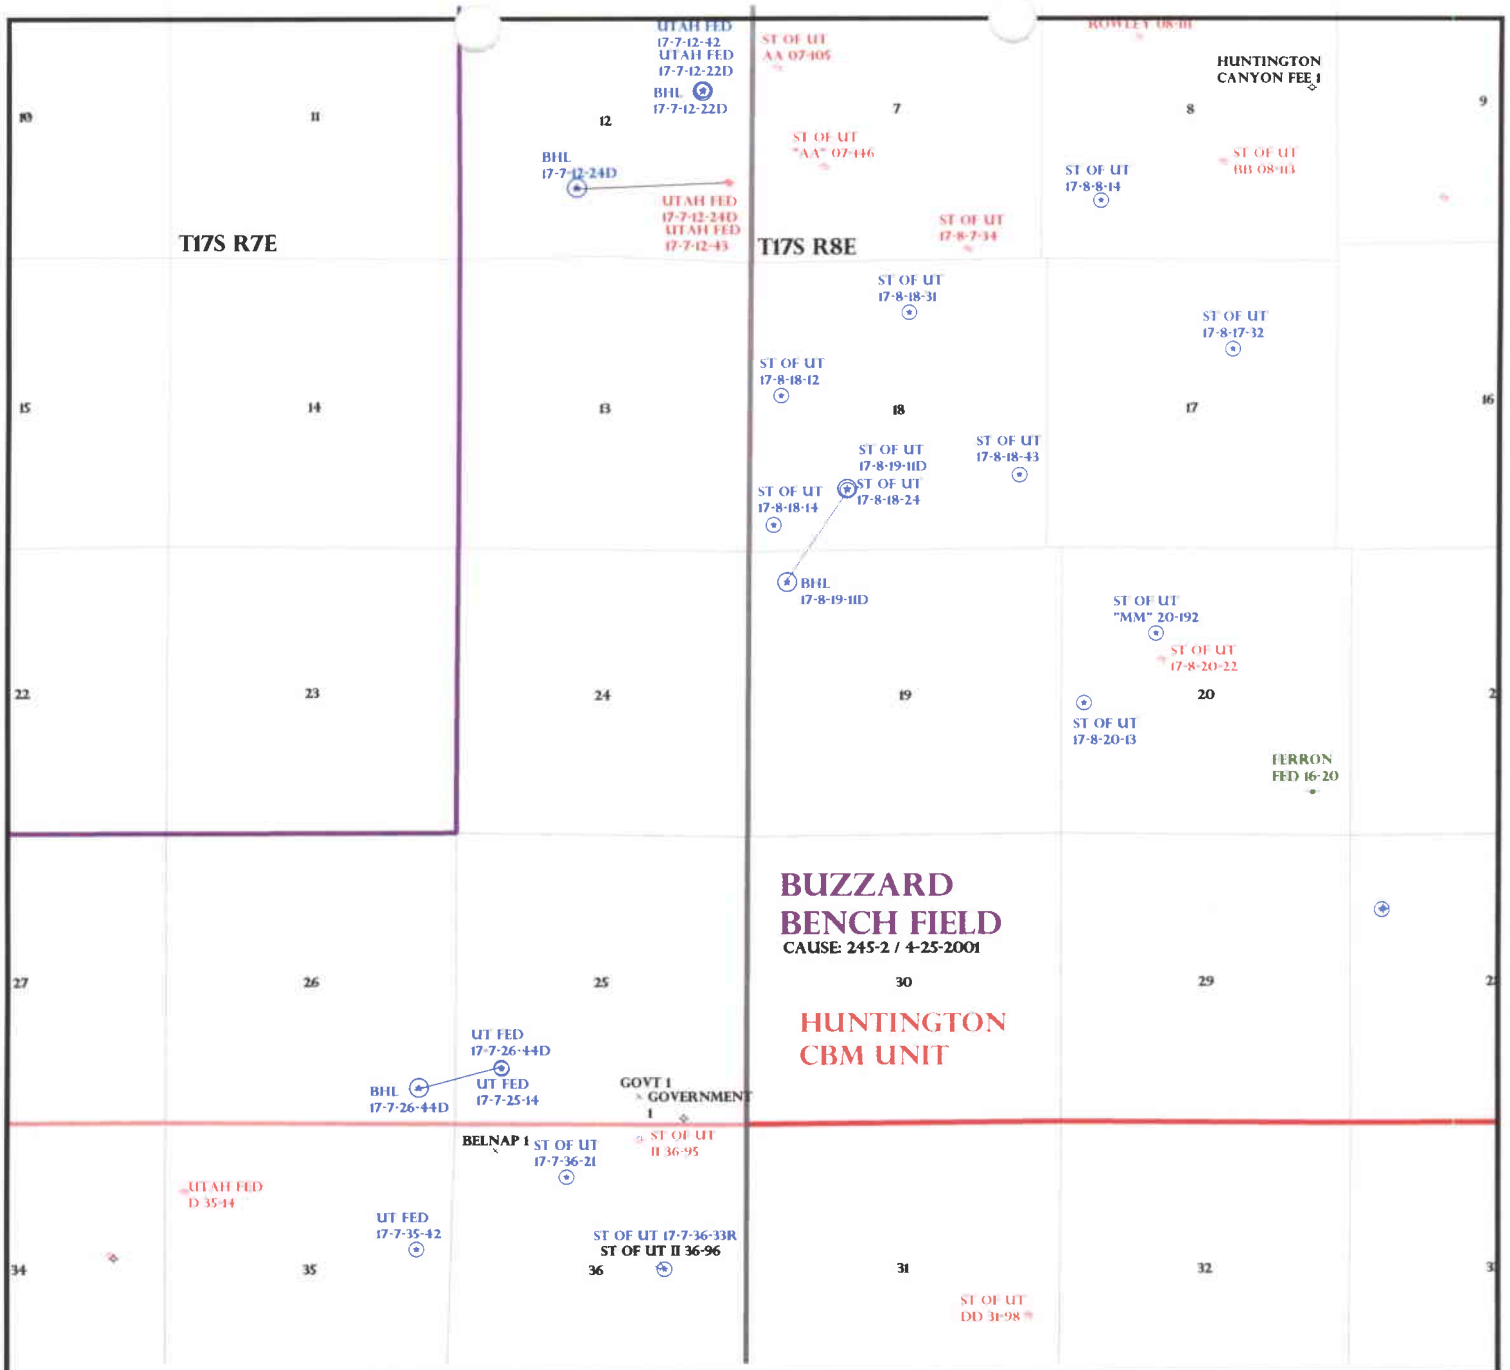 UTAH FED
17-7-12-42
UTAH FED
17-7-12-22D
BHL
17-7-12-22D
ST OF UT
AA 07-105
ROWLEY 08-111
HUNTINGTON
CANYON FEE 1
10
11
12
7
8
9
BHL
17-7-12-24D
ST OF UT
"AA" 07-146
ST OF UT
17-8-8-14
ST OF UT
BB 08-113
UTAH FED
17-7-12-24D
UTAH FED
17-7-12-43
ST OF UT
17-8-7-34
T17S R7E
T17S R8E
ST OF UT
17-8-18-31
ST OF UT
17-8-17-32
ST OF UT
17-8-18-12
15
14
13
18
17
16
ST OF UT
17-8-19-11D
ST OF UT
17-8-18-24
ST OF UT
17-8-18-43
ST OF UT
17-8-18-14
BHL
17-8-19-11D
ST OF UT
"MM" 20-192
ST OF UT
17-8-20-22
22
23
24
19
20
2
ST OF UT
17-8-20-13
FERRON
FED 16-20
BUZZARD
BENCH FIELD
CAUSE: 245-2 / 4-25-2001
27
26
25
30
29
HUNTINGTON
CBM UNIT
UT FED
17-7-26-44D
UT FED
17-7-25-14
BHL
17-7-26-44D
GOVT 1
GOVERNMENT
1
BELNAP 1
ST OF UT
17-7-36-21
ST OF UT
II 36-95
UTAH FED
D 35-14
UT FED
17-7-35-42
ST OF UT 17-7-36-33R
ST OF UT II 36-96
34
35
36
31
32
3
ST OF UT
DD 31-98